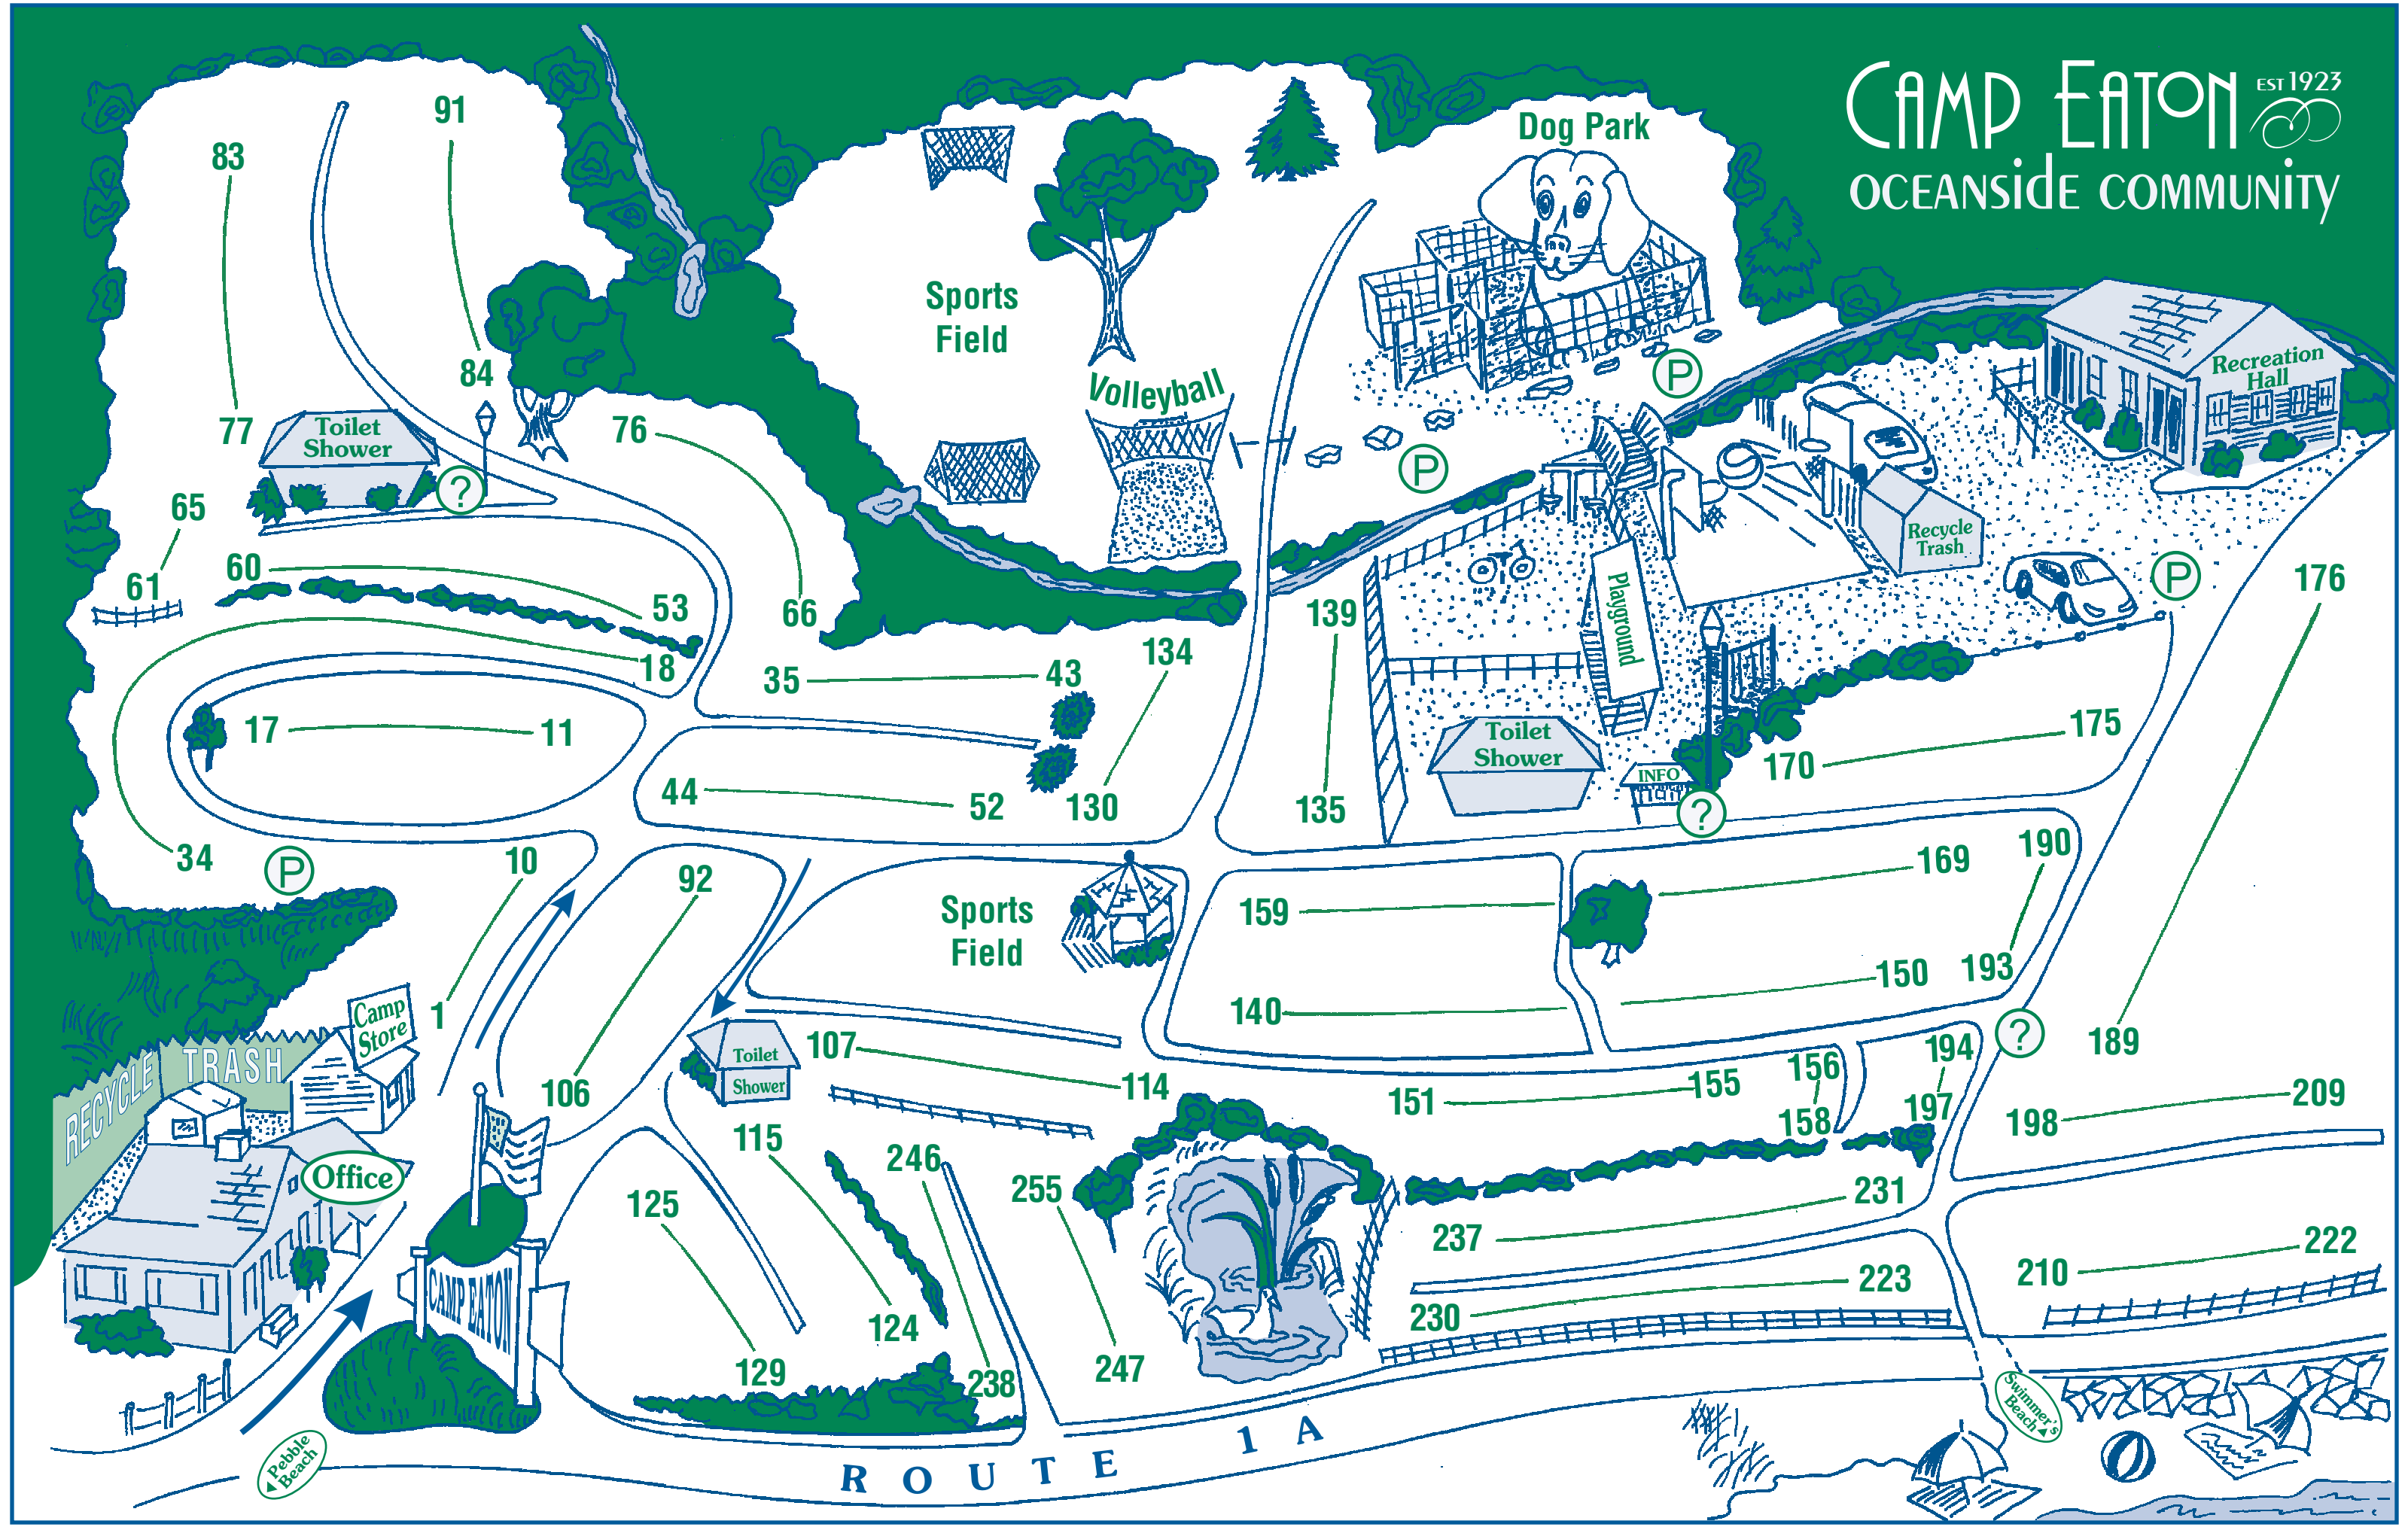 CAMP EATON EST 1923
OCEANSIDE COMMUNITY
91
83
Dog Park
Sports
Field
Volleyball
84
77
Toilet
Shower
?
76
P
P
Recreation
Hall
Recycle
Trash
P
65
61
60
53
66
18
35
43
134
139
Playground
176
17
11
44
52
130
135
Toilet
Shower
INFO
?
170
175
34
P
10
92
Sports
Field
159
169
190
1
140
150
193
?
189
Camp
Store
RECYCLE
TRASH
106
Toilet
Shower
107
114
151
155
156
158
194
197
198
209
Office
115
246
125
255
237
231
210
222
CAMP EATON
124
129
238
247
230
223
Swimmer's
Beach
Pebble
Beach
ROUTE 1A